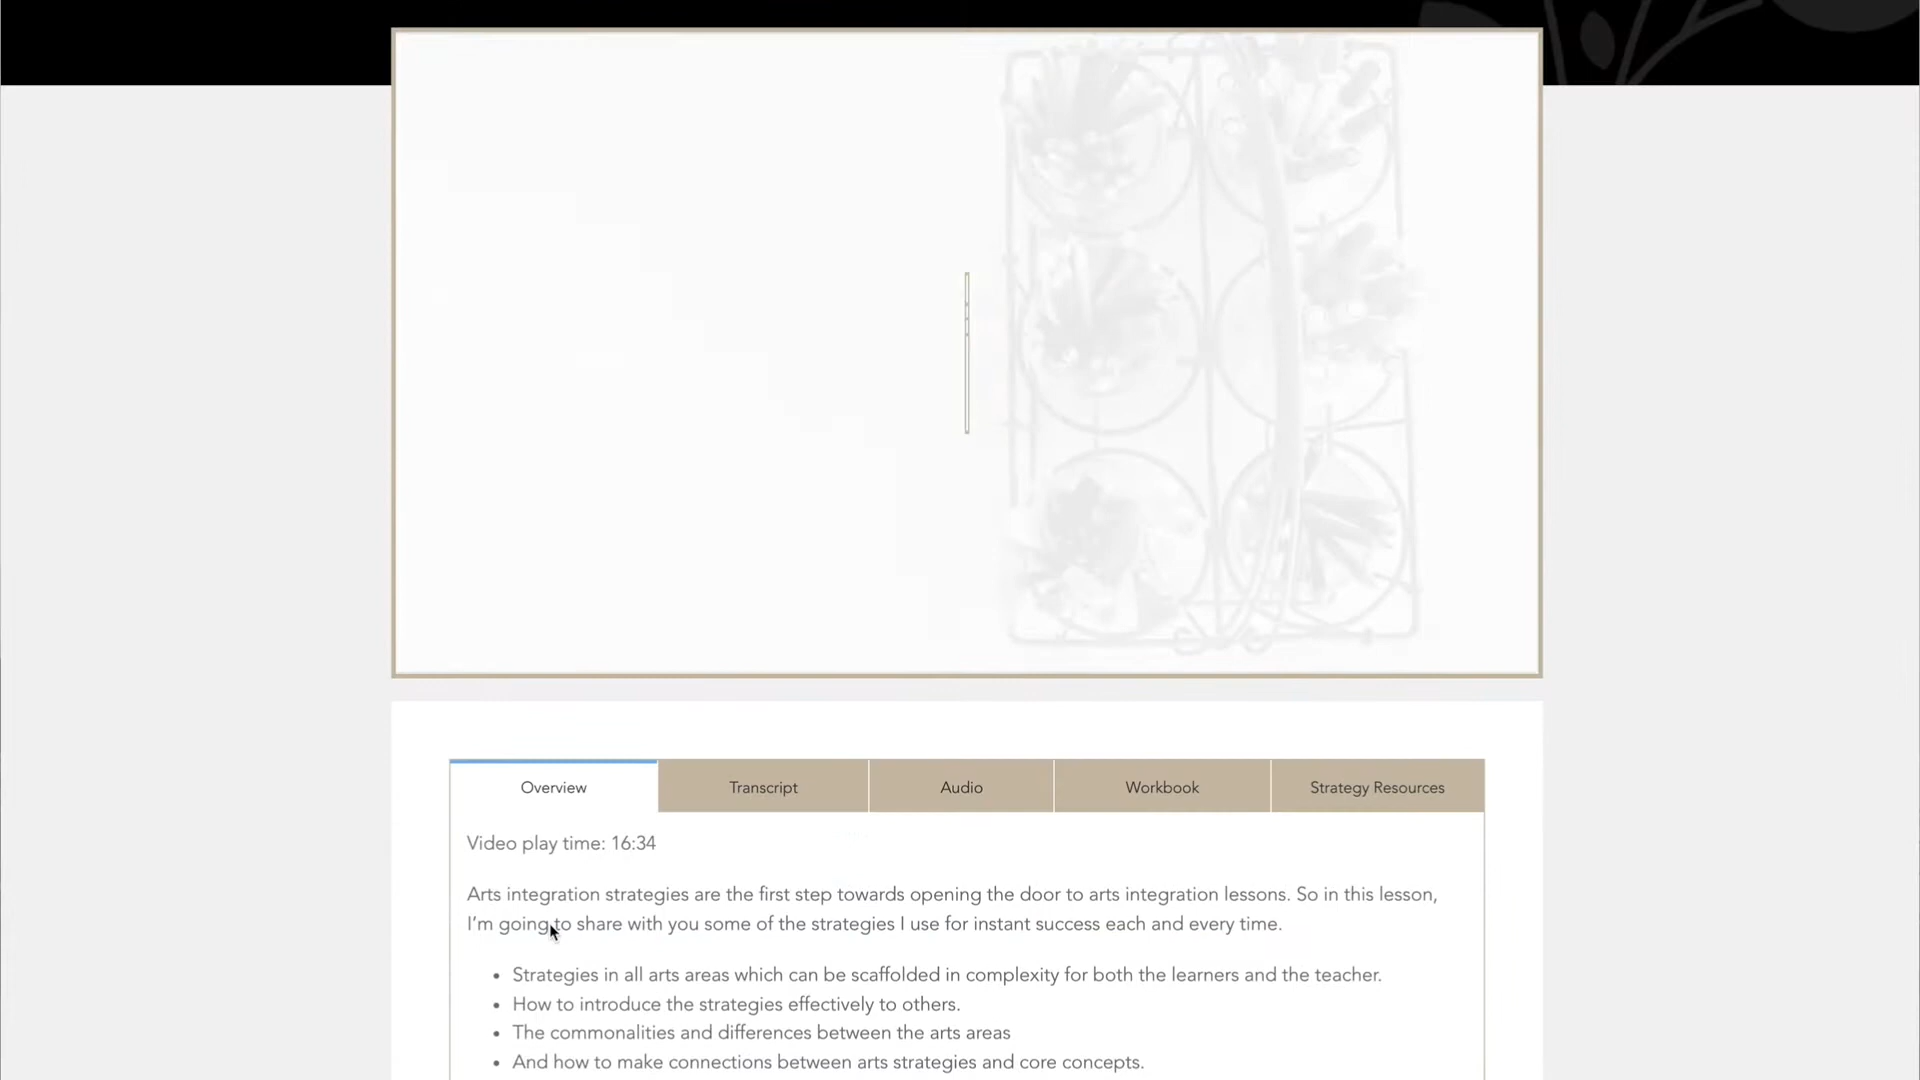 Overview
Transcript
Audio
Workbook
Strategy Resources
Video play time: 16:34
Arts integration strategies are the first step towards opening the door to arts integration lessons. So in this lesson,
I'm going to share with you some of the strategies I use for instant success each and every time.
• Strategies in all arts areas which can be scaffolded in complexity for both the learners and the teacher.
• How to introduce the strategies effectively to others.
• The commonalities and differences between the arts areas
• And how to make connections between arts strategies and core concepts.